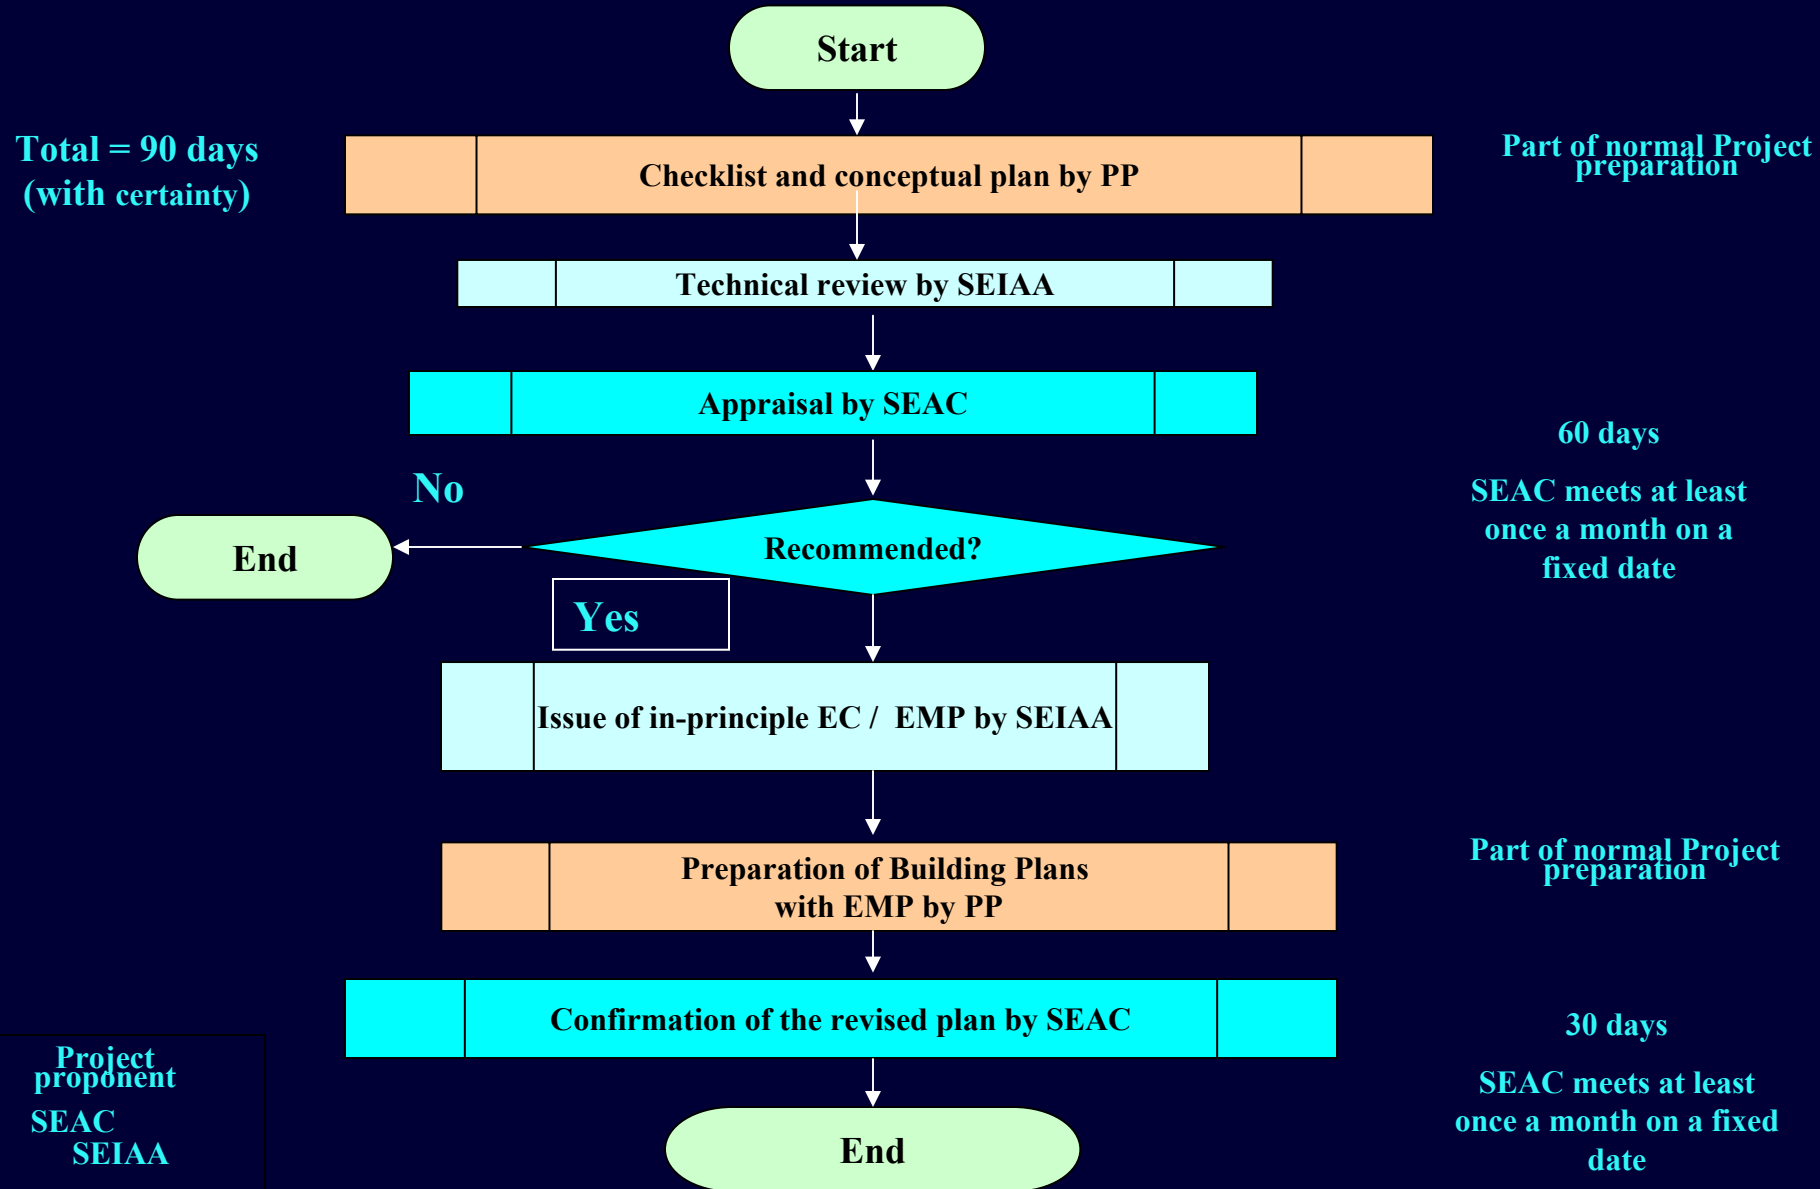 Start
Total = 90 days
(with certainty)
Checklist and conceptual plan by PP
Part of normal Project
preparation
Technical review by SEIAA
Appraisal by SEAC
60 days
SEAC meets at least
once a month on a
fixed date
No
End
Recommended?
Yes
Issue of in-principle EC / EMP by SEIAA
Preparation of Building Plans
with EMP by PP
Part of normal Project
preparation
Confirmation of the revised plan by SEAC
30 days
SEAC meets at least
once a month on a fixed
date
Project
proponent
SEAC
SEIAA
End